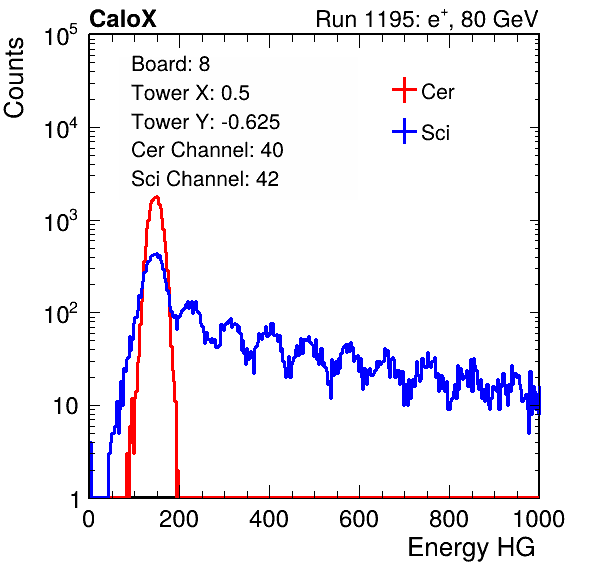 CaloX Run 1195: e⁺, 80 GeV
Counts
10⁵
10⁴
10³
10²
10
1
Board: 8
Tower X: 0.5
Tower Y: -0.625
Cer Channel: 40
Sci Channel: 42
Cer
Sci
0 200 400 600 800 1000
Energy HG